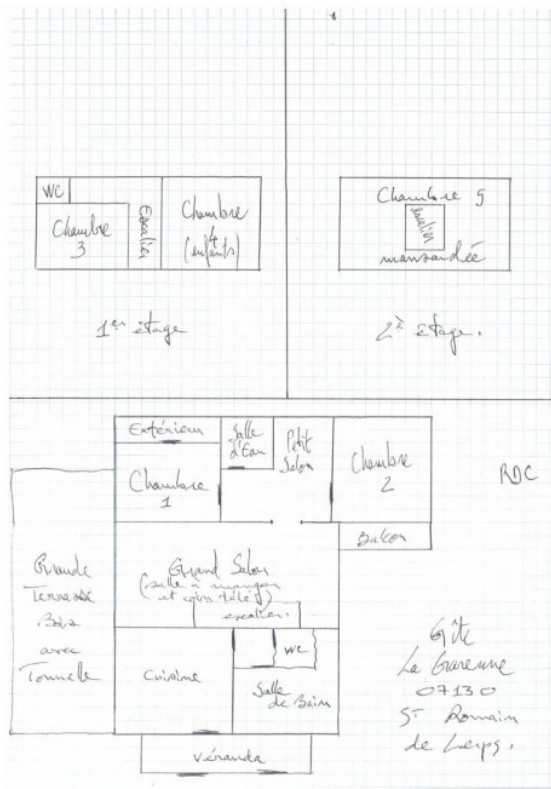 WC
Chambre
3
Escalier
Chambre
4
(enfants)
1er étage
Chambre 5
escalier
mansardée
2è étage.
Extérieur
Salle
d'Eau
Petit
Salon
Chambre
1
Chambre
2
RDC
Balcon
Grande
Terrasse
Bois
avec
Tonnelle
Grand Salon
(salle à manger
et coin télé)
escalier.
WC
Cuisine
Salle
de Bain
Véranda
Gîte
La Garenne
07130
St Romain
de Lerps.